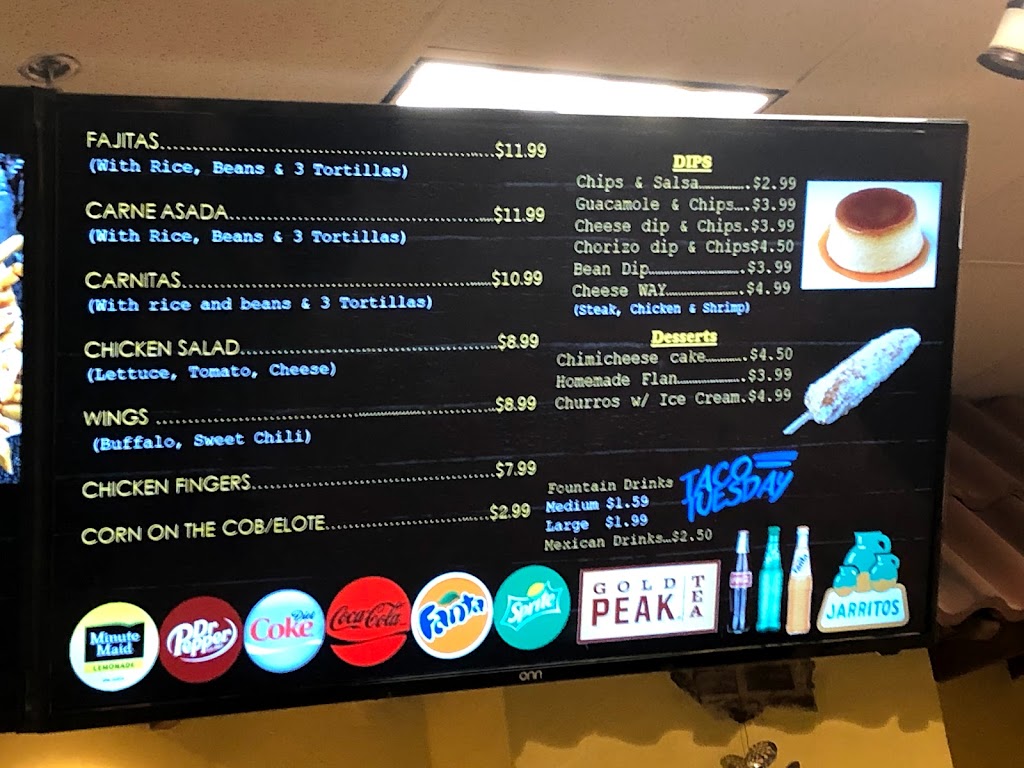 FAJITAS....................$11.99
(With Rice, Beans & 3 Tortillas)
CARNE ASADA....................$11.99
(With Rice, Beans & 3 Tortillas)
CARNITAS....................$10.99
(With rice and beans & 3 Tortillas)
CHICKEN SALAD....................$8.99
(Lettuce, Tomato, Cheese)
WINGS ....................$8.99
(Buffalo, Sweet Chili)
CHICKEN FINGERS....................$7.99
CORN ON THE COB/ELOTE....................$2.99
DIPS
Chips & Salsa...............$2.99
Guacamole & Chips....$3.99
Cheese dip & Chips.$3.99
Chorizo dip & Chips$4.50
Bean Dip....................$3.99
Cheese WAY................$4.99
(Steak, Chicken & Shrimp)
Desserts
Chimicheese cake............$4.50
Homemade Flan................$3.99
Churros w/ Ice Cream.$4.99
Fountain Drinks
Medium $1.59
Large $1.99
Mexican Drinks...$2.50
TACO
TUESDAY
Minute
Maid
LEMONADE
Dr
Pepper
Diet
Coke
Coca-Cola
Fanta
Sprite
GOLD
PEAK
TEA
JARRITOS
onn